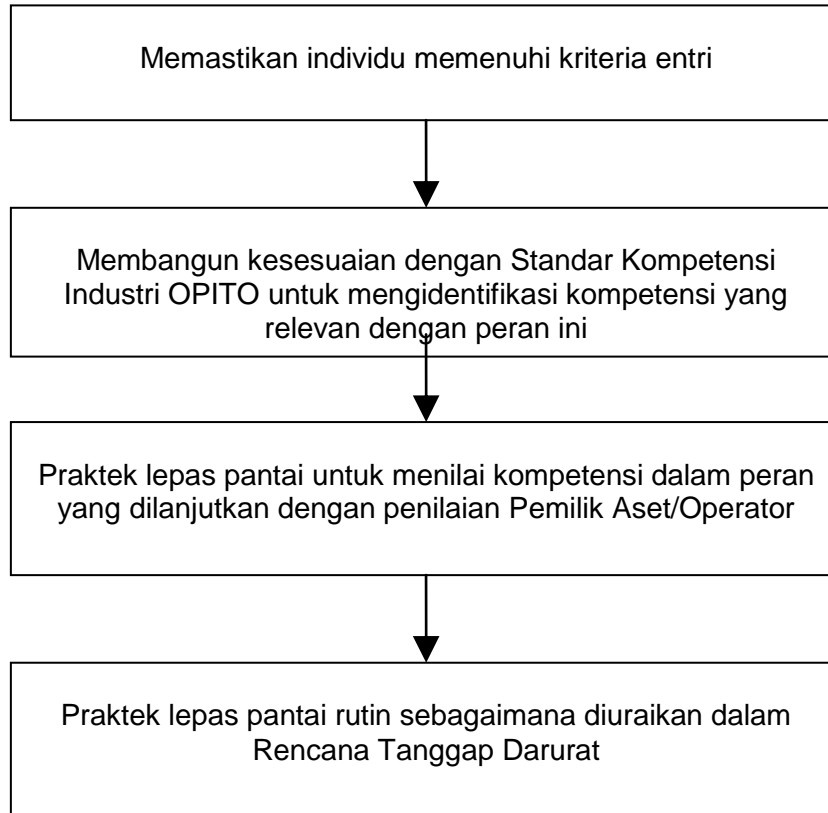 Memastikan individu memenuhi kriteria entri
Membangun kesesuaian dengan Standar Kompetensi
Industri OPITO untuk mengidentifikasi kompetensi yang
relevan dengan peran ini
Praktek lepas pantai untuk menilai kompetensi dalam peran
yang dilanjutkan dengan penilaian Pemilik Aset/Operator
Praktek lepas pantai rutin sebagaimana diuraikan dalam
Rencana Tanggap Darurat